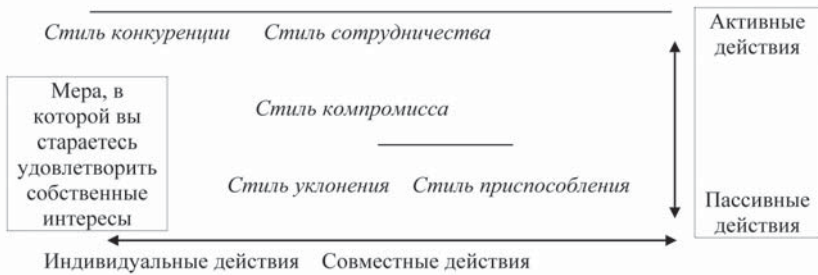 Стиль конкуренции Стиль сотрудничества
Активные
действия
Мера, в
которой вы
стараетесь
удовлетворить
собственные
интересы
Стиль компромисса
Стиль уклонения Стиль приспособления
Пассивные
действия
Индивидуальные действия Совместные действия